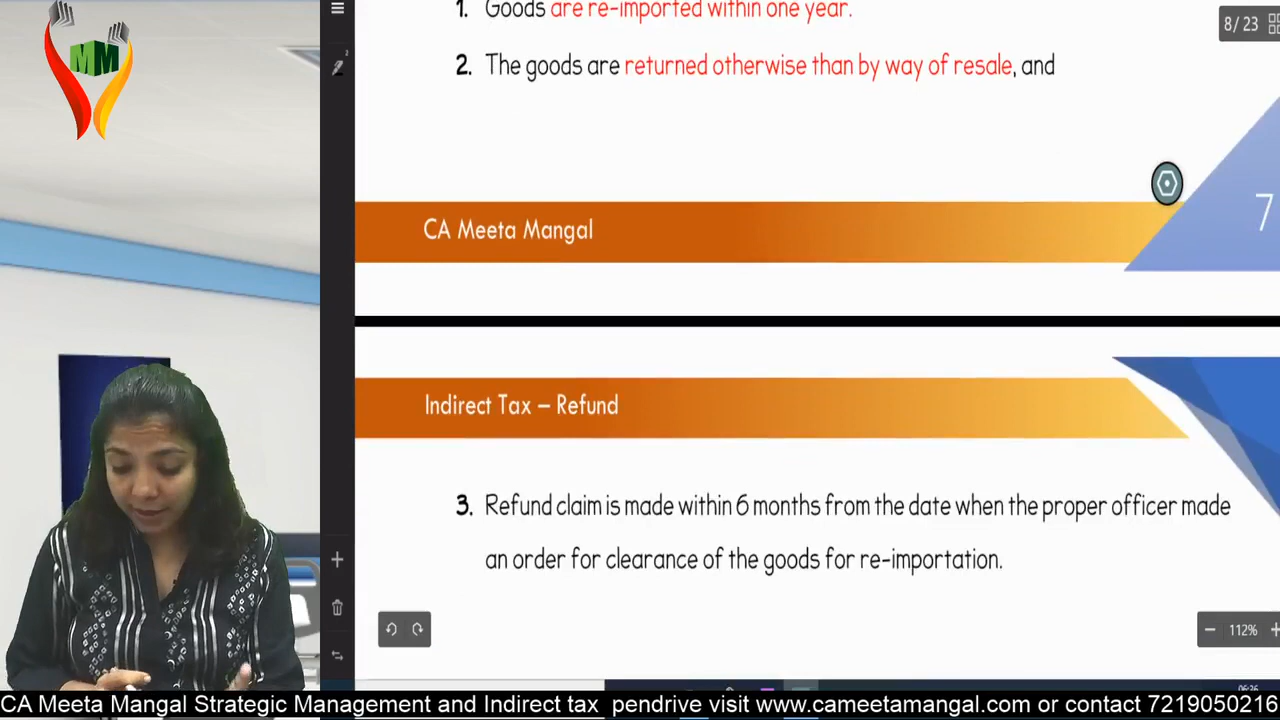 1. Goods are re-imported within one year.
8/23
2. The goods are returned otherwise than by way of resale, and
MM
CA Meeta Mangal
7
Indirect Tax – Refund
3. Refund claim is made within 6 months from the date when the proper officer made
an order for clearance of the goods for re-importation.
112%
CA Meeta Mangal Strategic Management and Indirect tax pendrive visit www.cameetamangal.com or contact 7219050216